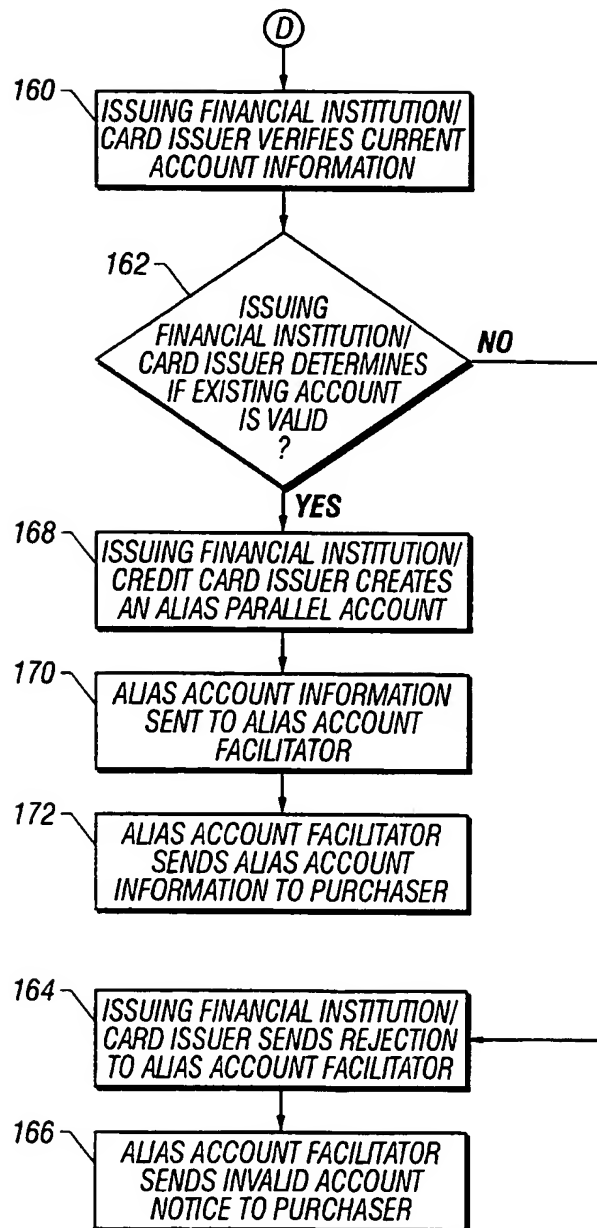 D
160
ISSUING FINANCIAL INSTITUTION/
CARD ISSUER VERIFIES CURRENT
ACCOUNT INFORMATION
162
ISSUING
FINANCIAL INSTITUTION/
CARD ISSUER DETERMINES
IF EXISTING ACCOUNT
IS VALID
?
NO
YES
168
ISSUING FINANCIAL INSTITUTION/
CREDIT CARD ISSUER CREATES
AN ALIAS PARALLEL ACCOUNT
170
ALIAS ACCOUNT INFORMATION
SENT TO ALIAS ACCOUNT
FACILITATOR
172
ALIAS ACCOUNT FACILITATOR
SENDS ALIAS ACCOUNT
INFORMATION TO PURCHASER
164
ISSUING FINANCIAL INSTITUTION/
CARD ISSUER SENDS REJECTION
TO ALIAS ACCOUNT FACILITATOR
166
ALIAS ACCOUNT FACILITATOR
SENDS INVALID ACCOUNT
NOTICE TO PURCHASER